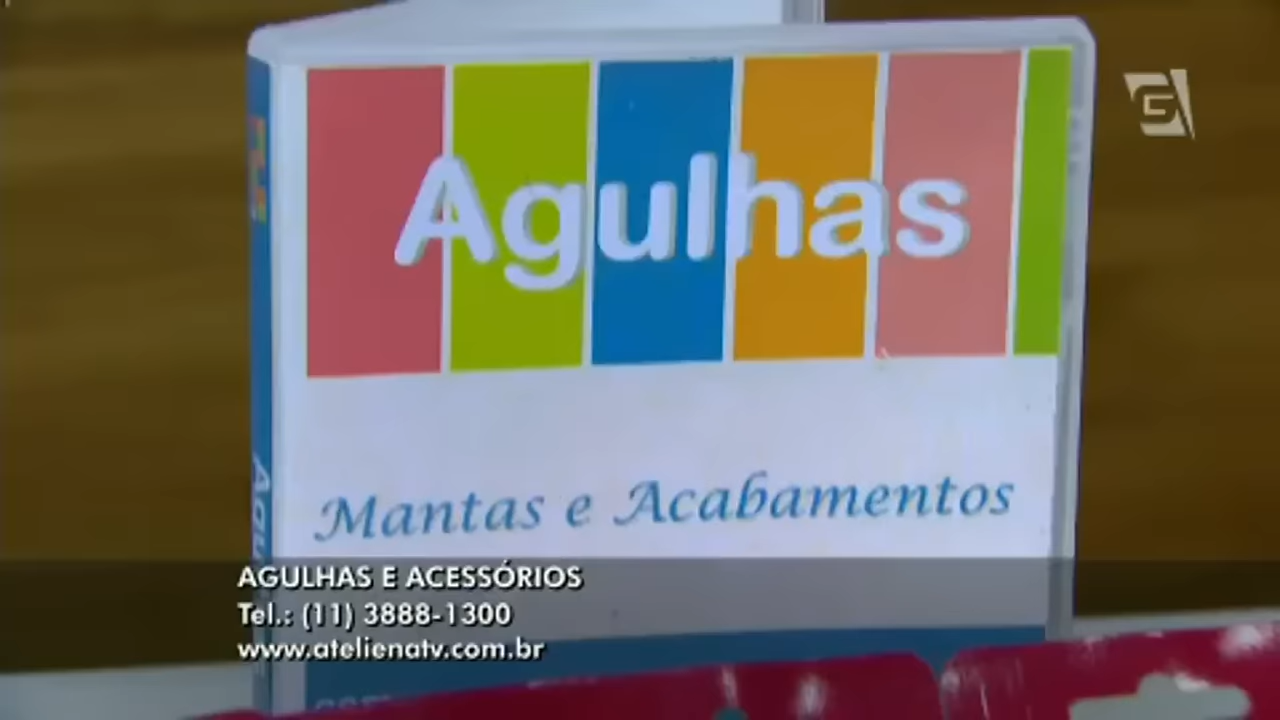 Agulhas
Mantas e Acabamentos
AGULHAS E ACESSÓRIOS
Tel.: (11) 3888-1300
www.atelienatv.com.br